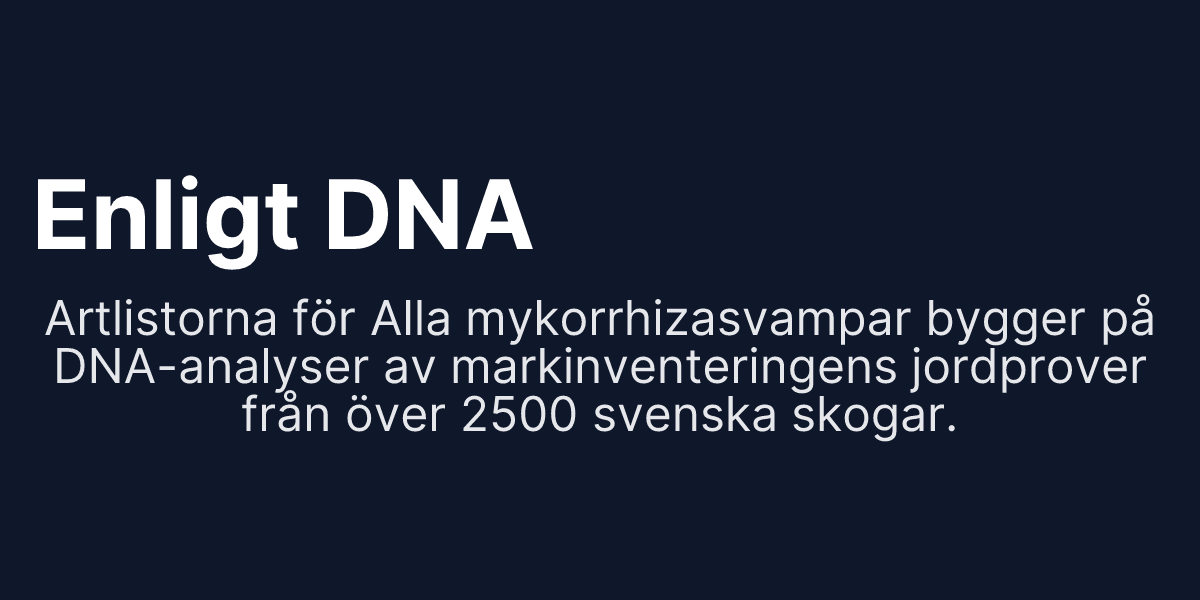 Enligt DNA
Artlistorna för Alla mykorrhizasvampar bygger på
DNA-analyser av markinventeringens jordprover
från över 2500 svenska skogar.